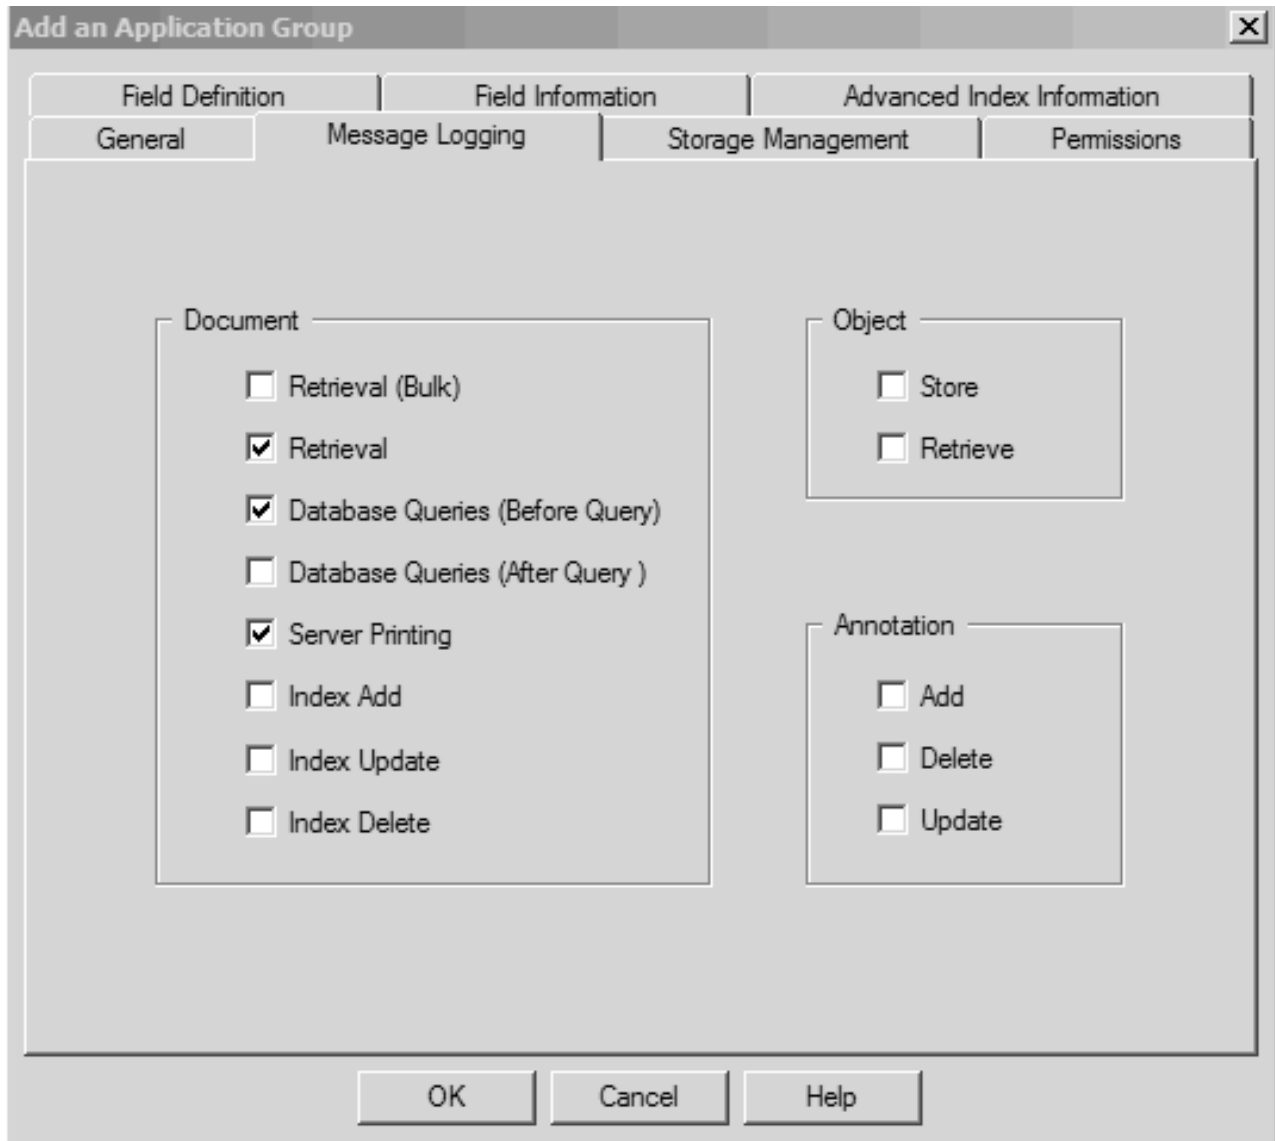 Add an Application Group
Field Definition
Field Information
Advanced Index Information
General
Message Logging
Storage Management
Permissions
Document
Retrieval (Bulk)
Retrieval
Database Queries (Before Query)
Database Queries (After Query )
Server Printing
Index Add
Index Update
Index Delete
Object
Store
Retrieve
Annotation
Add
Delete
Update
OK
Cancel
Help